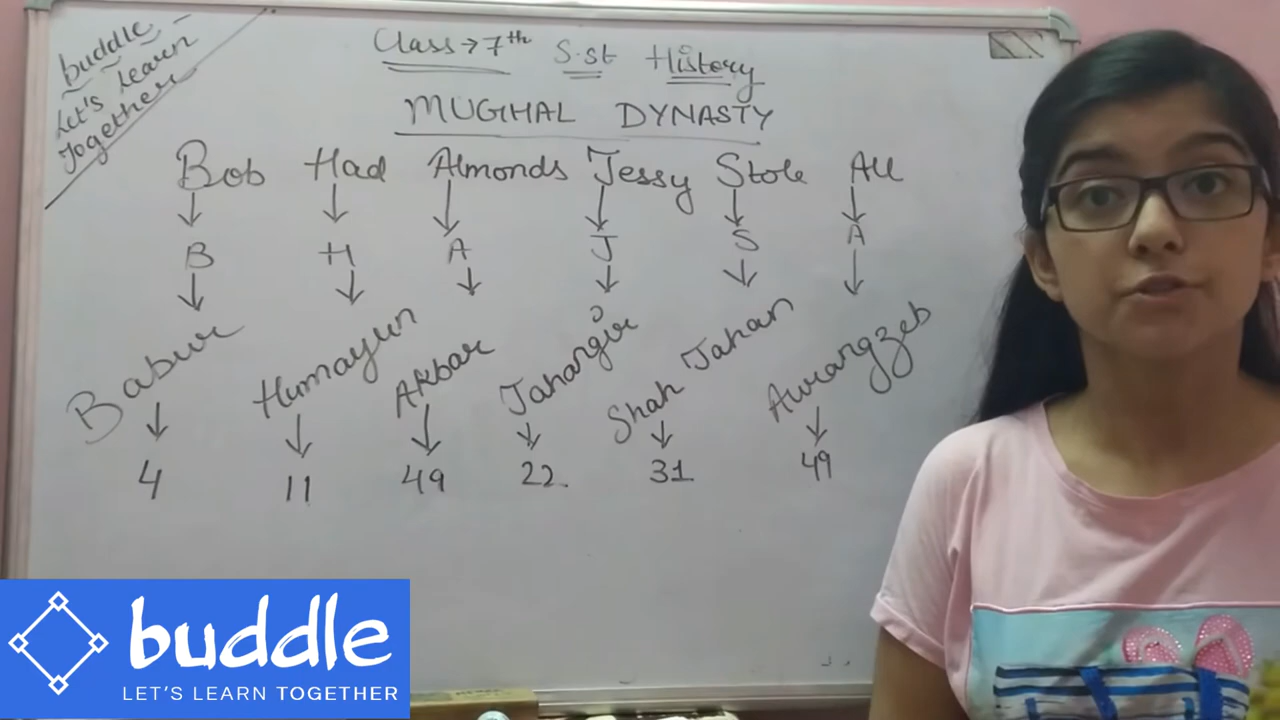 buddle
Let's Learn
Together
Class → 7th S.st History
MUGHAL DYNASTY
Bob Had Almonds Jessy Stole All
B H A J S A
Babur Humayun Akbar Jahangir Shah Jahan Aurangzeb
4 11 49 22. 31 49
buddle
LET'S LEARN TOGETHER